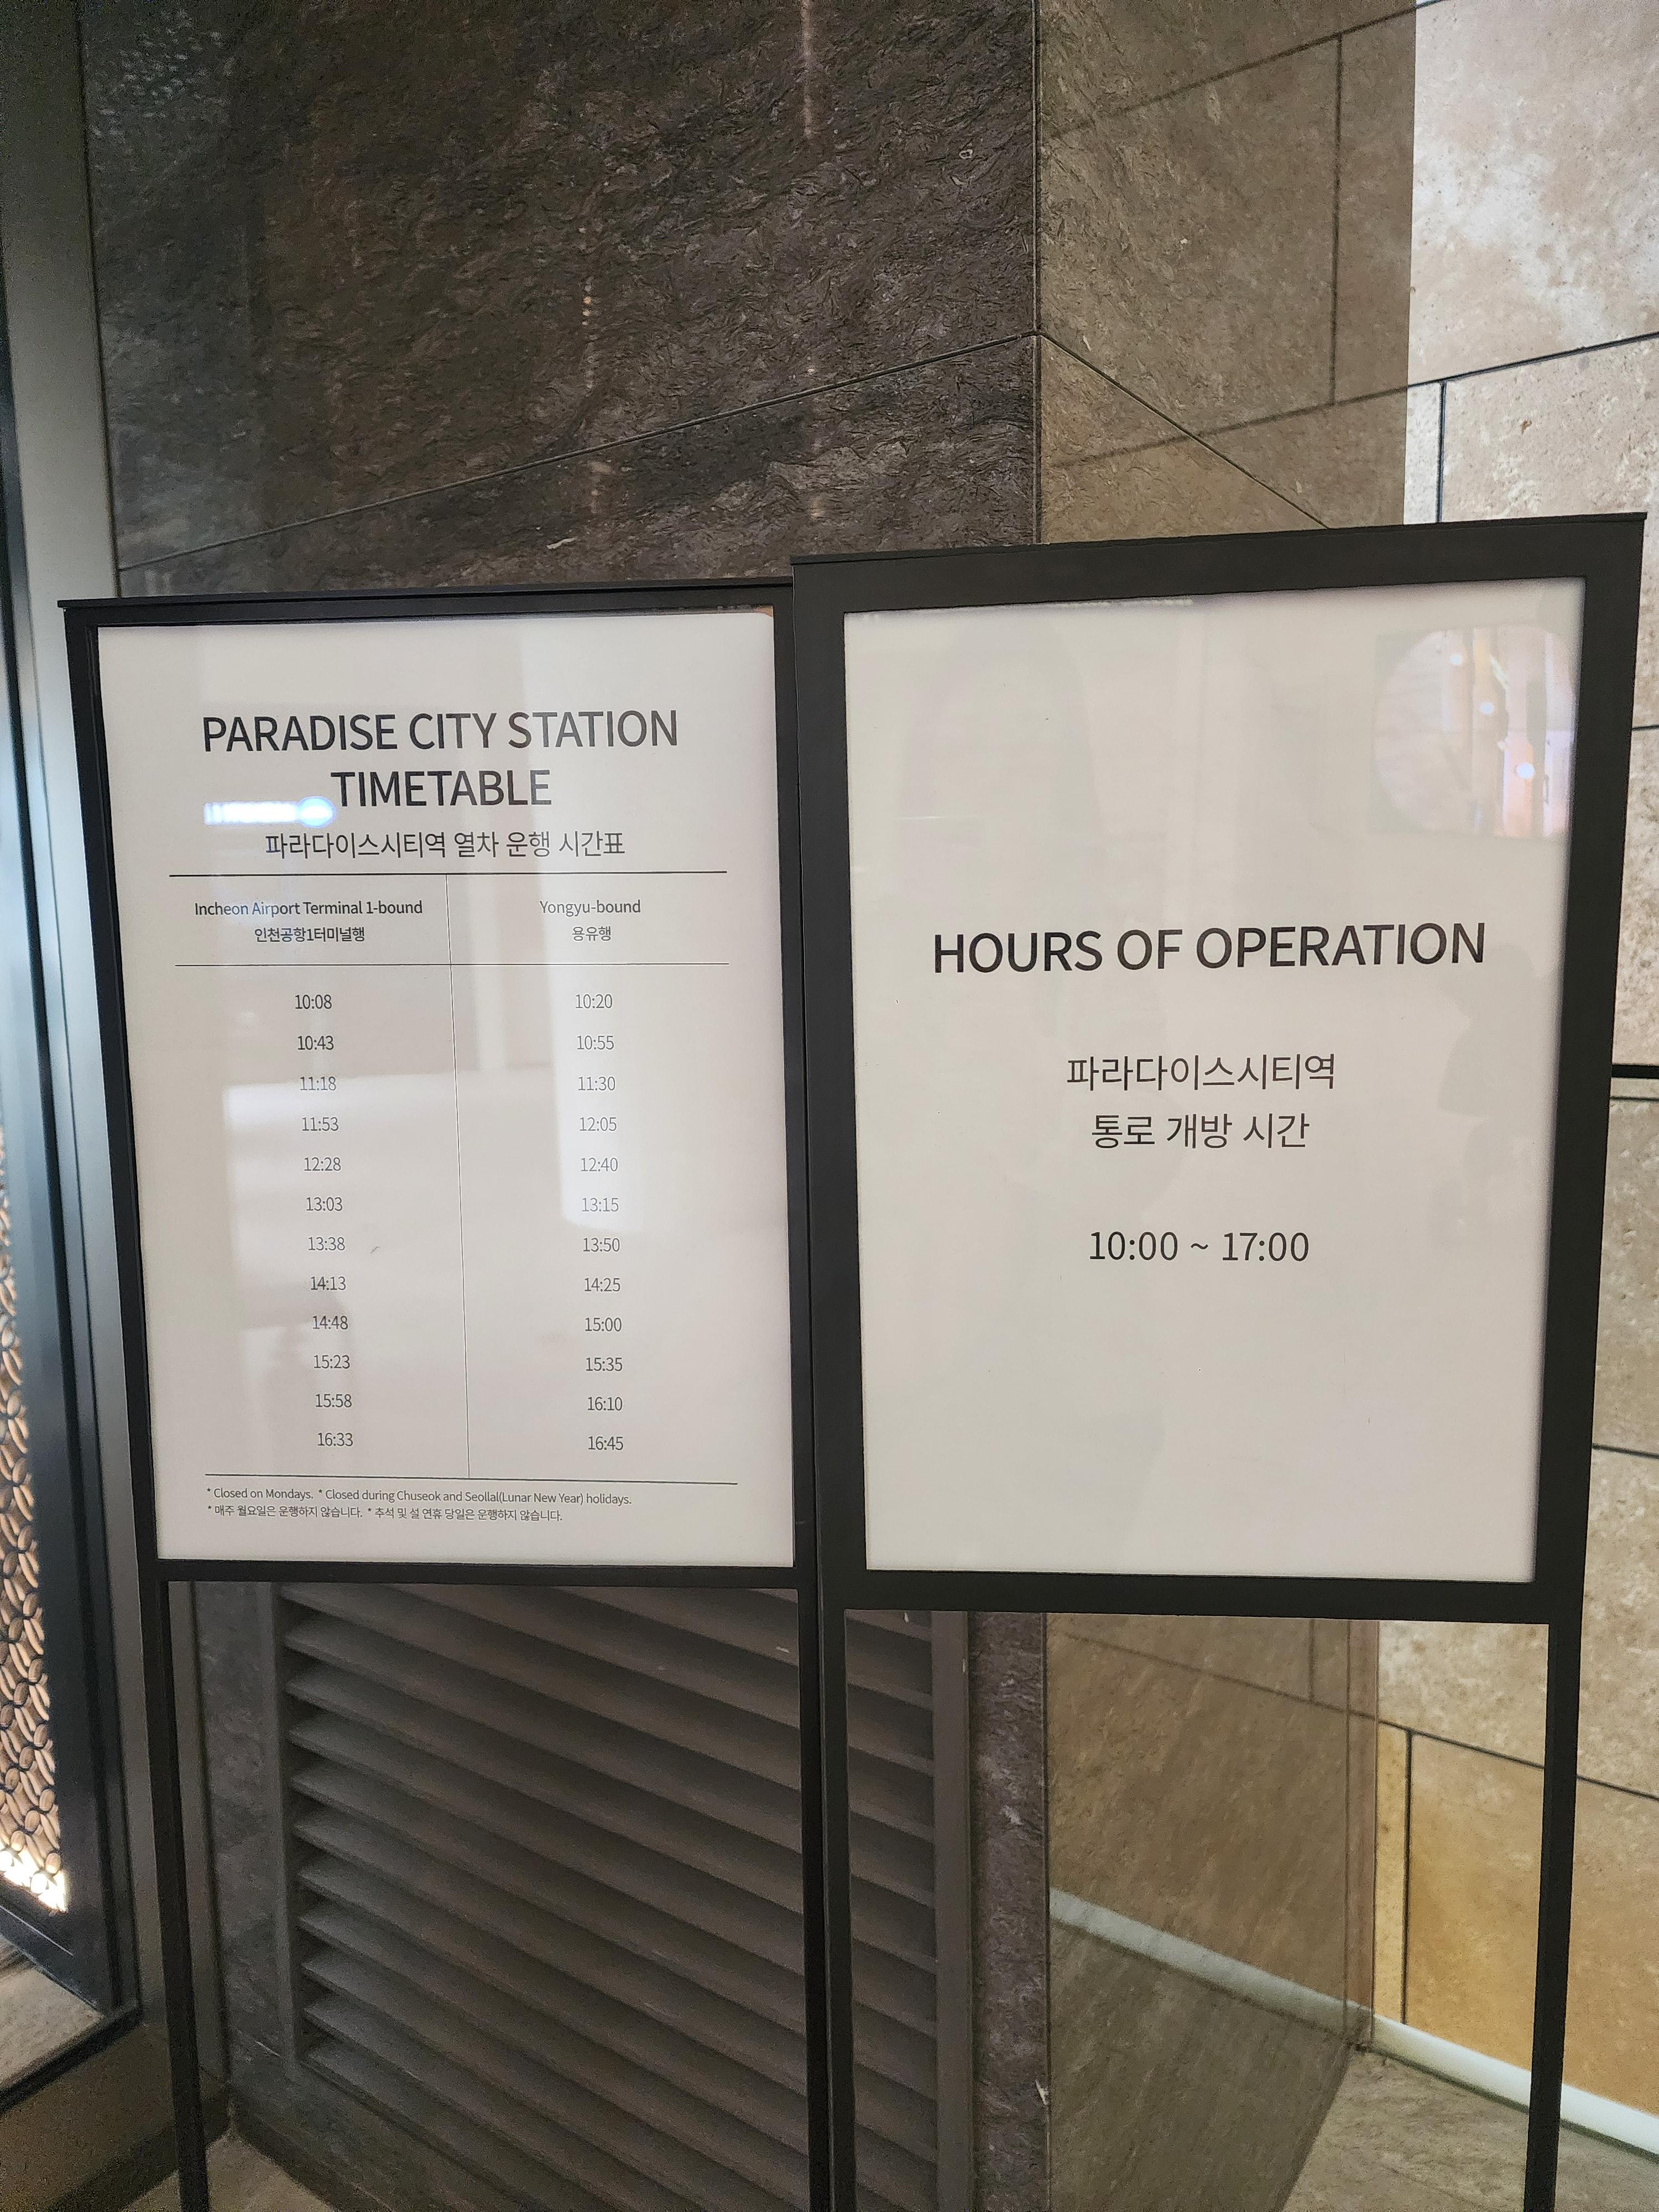 PARADISE CITY STATION
TIMETABLE
파라다이스시티역 열차 운행 시간표
Incheon Airport Terminal 1-bound Yongyu-bound
인천공항1터미널행 용유행
10:08 10:20
10:43 10:55
11:18 11:30
11:53 12:05
12:28 12:40
13:03 13:15
13:38 13:50
14:13 14:25
14:48 15:00
15:23 15:35
15:58 16:10
16:33 16:45
* Closed on Mondays. * Closed during Chuseok and Seollal(Lunar New Year) holidays.
* 매주 월요일은 운행하지 않습니다. * 추석 및 설 연휴 당일은 운행하지 않습니다.
HOURS OF OPERATION
파라다이스시티역
통로 개방 시간
10:00 ~ 17:00